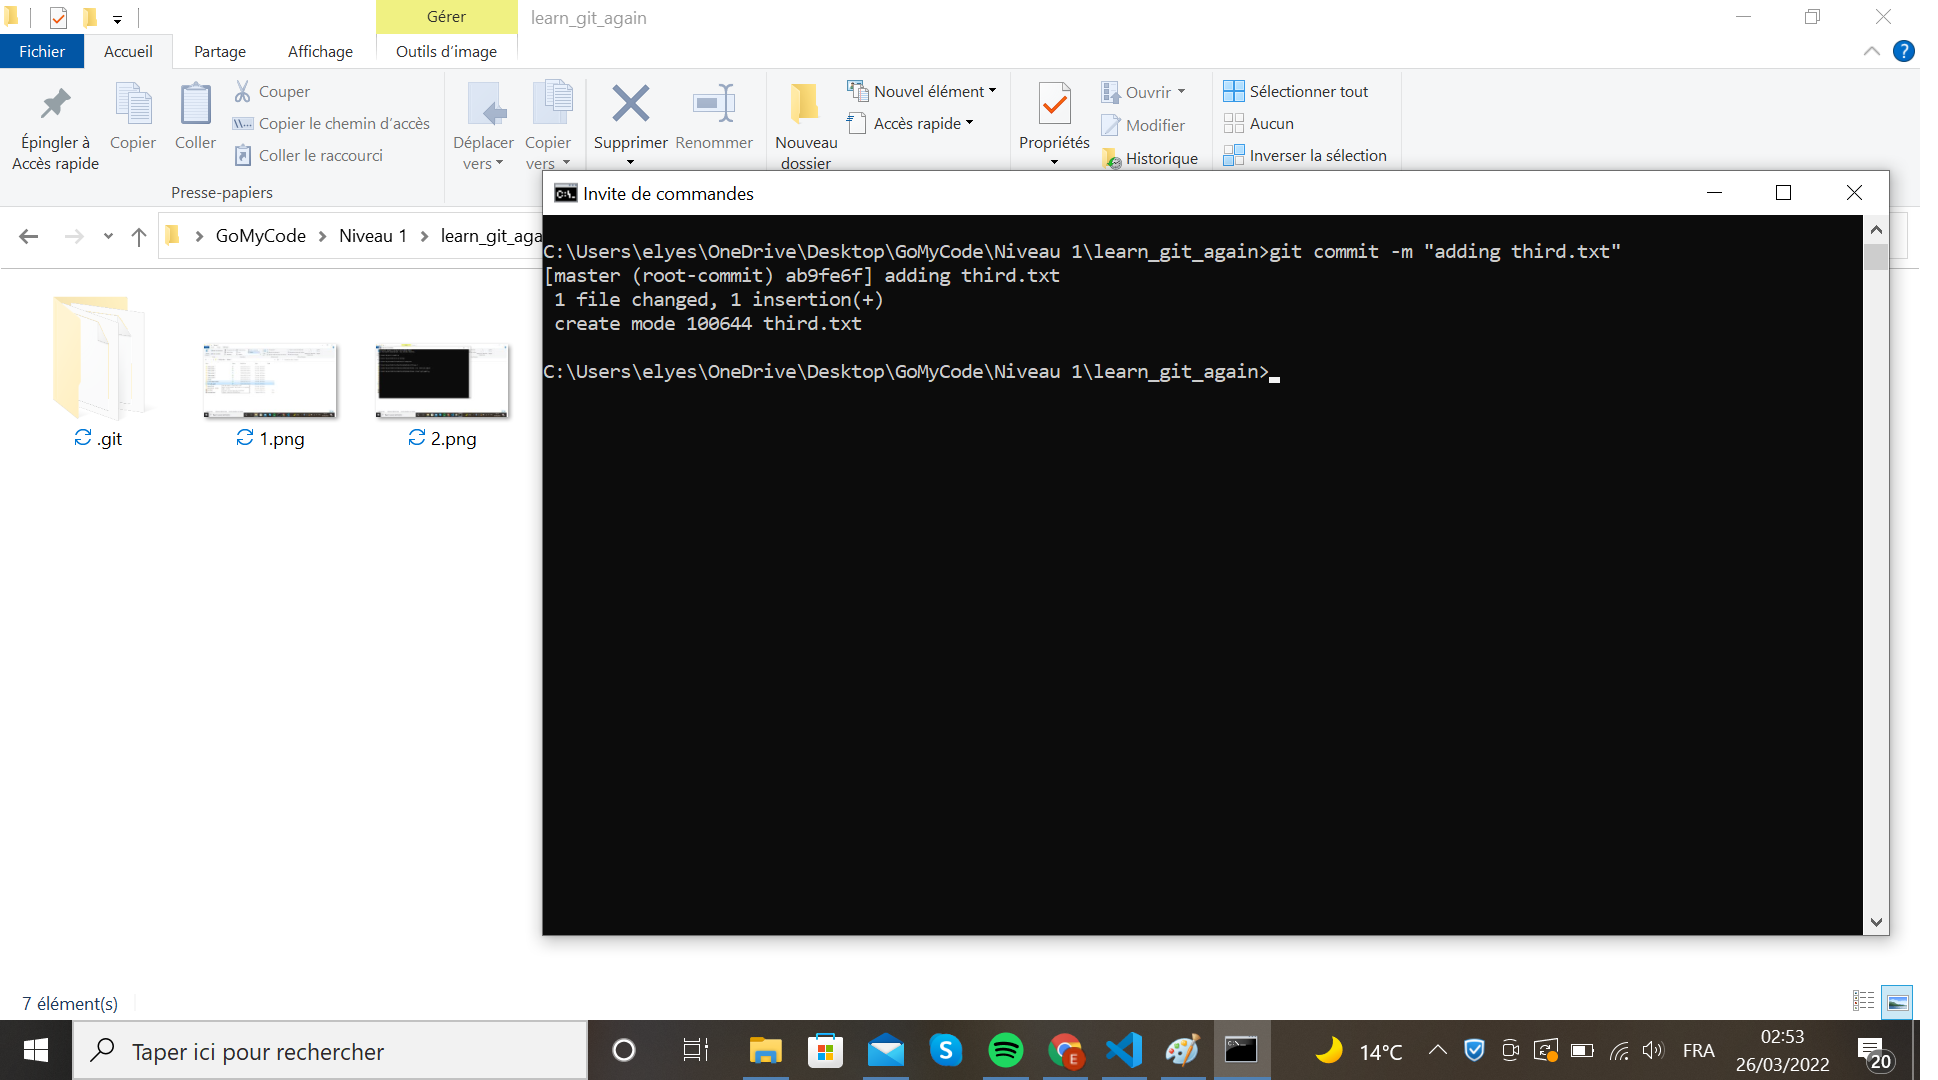 Gérer
learn_git_again
Fichier
Accueil
Partage
Affichage
Outils d'image
Épingler à
Accès rapide
Copier
Coller
Couper
Copier le chemin d'accès
Coller le raccourci
Presse-papiers
Déplacer
vers
Copier
vers
Supprimer
Renommer
Nouveau
dossier
Nouvel élément
Accès rapide
Propriétés
Ouvrir
Modifier
Historique
Sélectionner tout
Aucun
Inverser la sélection
GoMyCode
Niveau 1
learn_git_aga
Invite de commandes
C:\Users\elyes\OneDrive\Desktop\GoMyCode\Niveau 1\learn_git_again>git commit -m "adding third.txt"
[master (root-commit) ab9fe6f] adding third.txt
1 file changed, 1 insertion(+)
create mode 100644 third.txt
C:\Users\elyes\OneDrive\Desktop\GoMyCode\Niveau 1\learn_git_again>
.git
1.png
2.png
7 élément(s)
Taper ici pour rechercher
14°C
FRA
02:53
26/03/2022
20